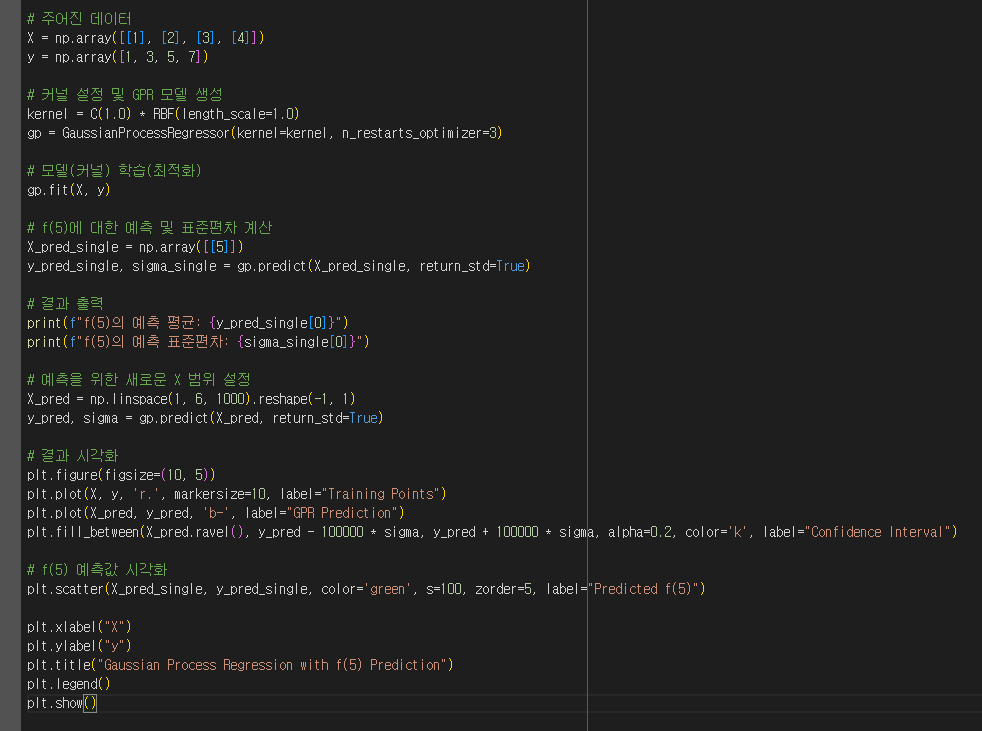 # 주어진 데이터
X = np.array([[1], [2], [3], [4]])
y = np.array([1, 3, 5, 7])
# 커널 설정 및 GPR 모델 생성
kernel = C(1.0) * RBF(length_scale=1.0)
gp = GaussianProcessRegressor(kernel=kernel, n_restarts_optimizer=3)
# 모델(커널) 학습(최적화)
gp.fit(X, y)
# f(5)에 대한 예측 및 표준편차 계산
X_pred_single = np.array([[5]])
y_pred_single, sigma_single = gp.predict(X_pred_single, return_std=True)
# 결과 출력
print(f"f(5)의 예측 평균: {y_pred_single[0]}")
print(f"f(5)의 예측 표준편차: {sigma_single[0]}")
# 예측을 위한 새로운 X 범위 설정
X_pred = np.linspace(1, 6, 1000).reshape(-1, 1)
y_pred, sigma = gp.predict(X_pred, return_std=True)
# 결과 시각화
plt.figure(figsize=(10, 5))
plt.plot(X, y, 'r.', markersize=10, label="Training Points")
plt.plot(X_pred, y_pred, 'b-', label="GPR Prediction")
plt.fill_between(X_pred.ravel(), y_pred - 100000 * sigma, y_pred + 100000 * sigma, alpha=0.2, color='k', label="Confidence Interval")
# f(5) 예측값 시각화
plt.scatter(X_pred_single, y_pred_single, color='green', s=100, zorder=5, label="Predicted f(5)")
plt.xlabel("X")
plt.ylabel("y")
plt.title("Gaussian Process Regression with f(5) Prediction")
plt.legend()
plt.show()